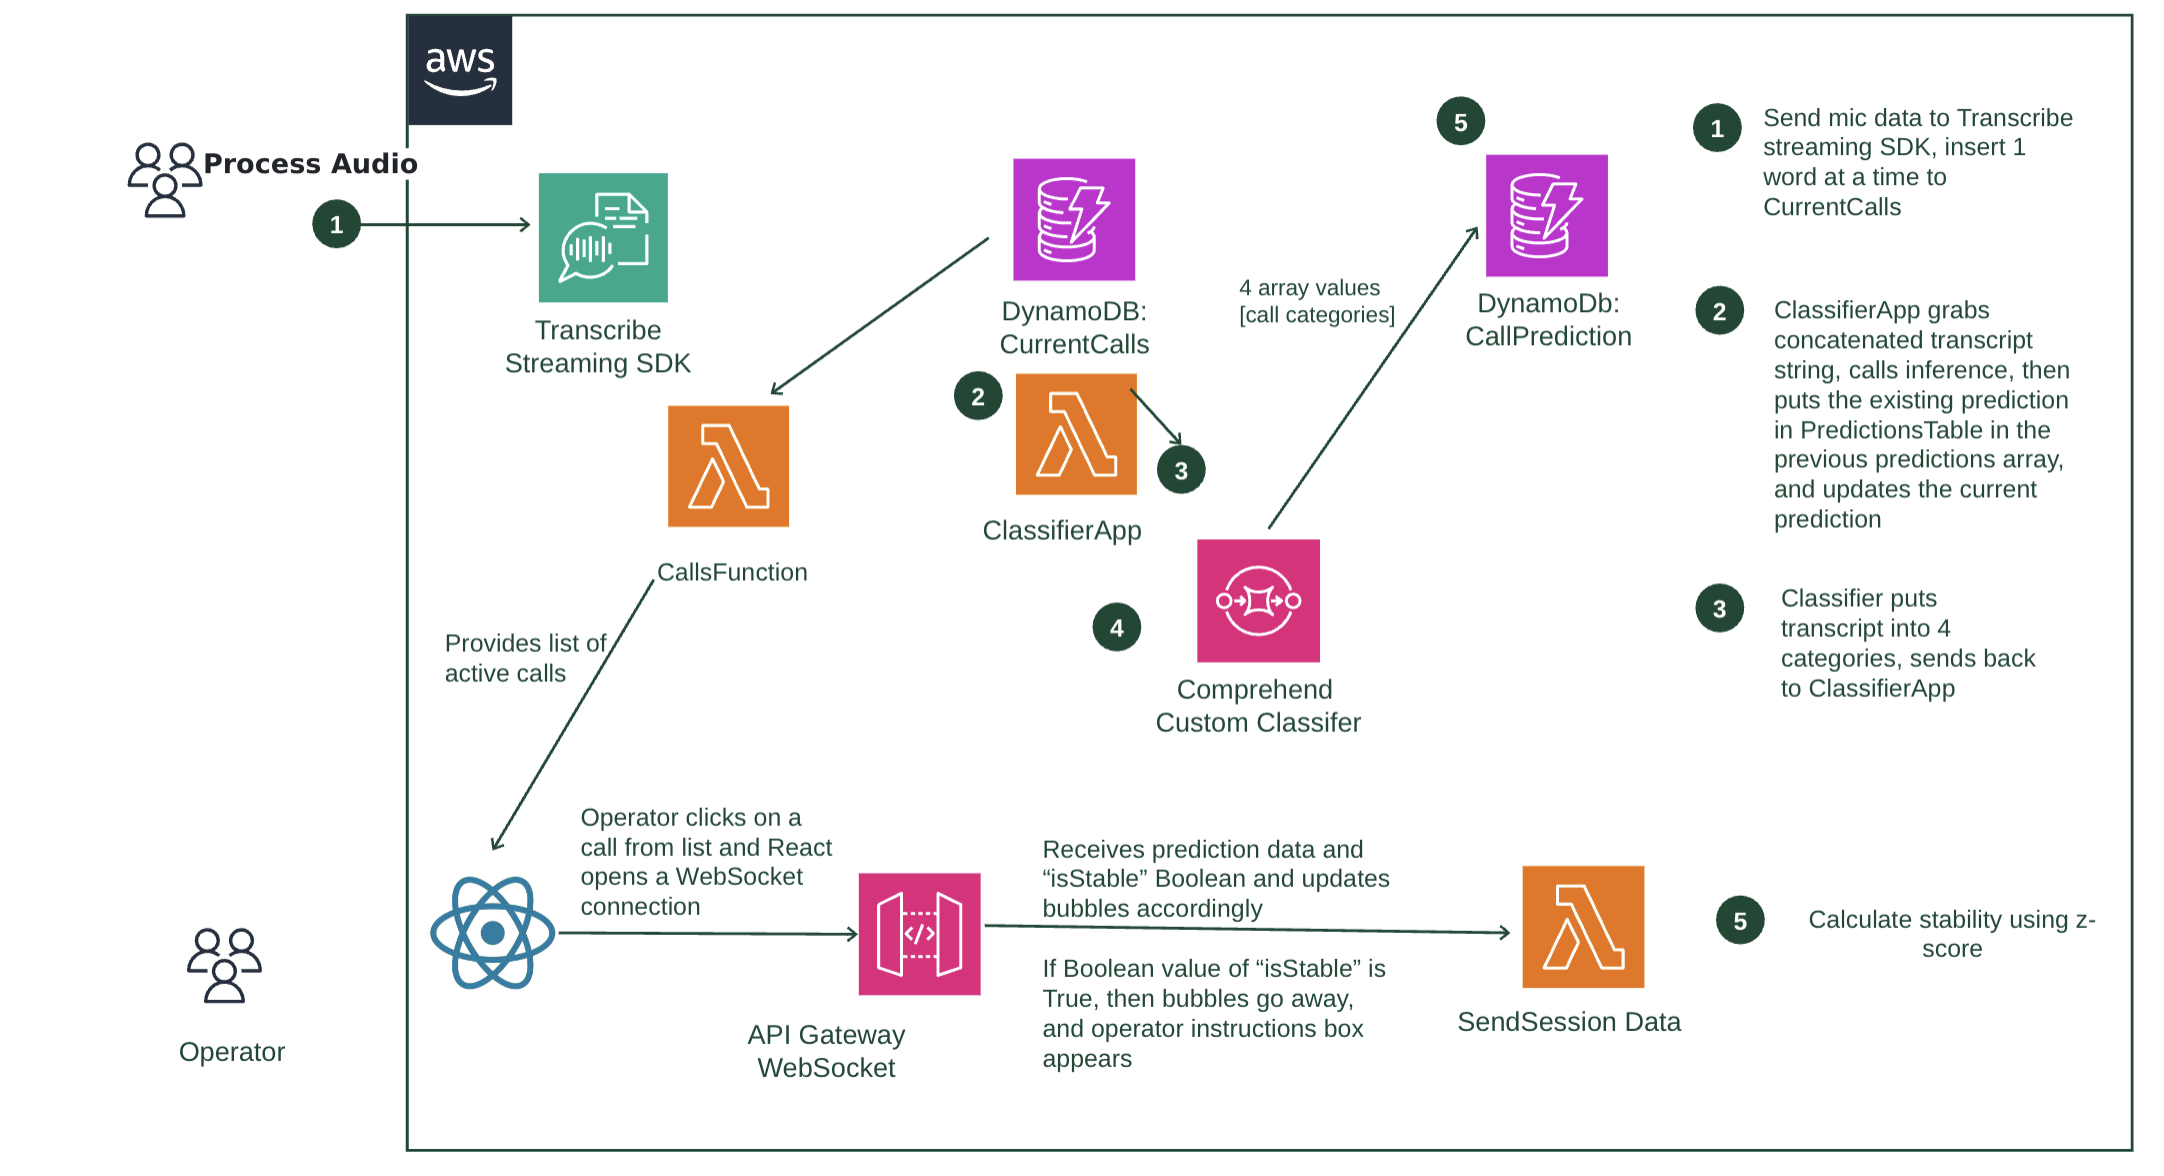 aws
Process Audio
1
Transcribe
Streaming SDK
DynamoDB:
CurrentCalls
5
DynamoDb:
CallPrediction
4 array values
[call categories]
2
ClassifierApp
3
CallsFunction
4
Comprehend
Custom Classifer
Provides list of
active calls
Operator clicks on a
call from list and React
opens a WebSocket
connection
Operator
API Gateway
WebSocket
Receives prediction data and
“isStable” Boolean and updates
bubbles accordingly
If Boolean value of “isStable” is
True, then bubbles go away,
and operator instructions box
appears
SendSession Data
1
Send mic data to Transcribe
streaming SDK, insert 1
word at a time to
CurrentCalls
2
ClassifierApp grabs
concatenated transcript
string, calls inference, then
puts the existing prediction
in PredictionsTable in the
previous predictions array,
and updates the current
prediction
3
Classifier puts
transcript into 4
categories, sends back
to ClassifierApp
5
Calculate stability using z-
score